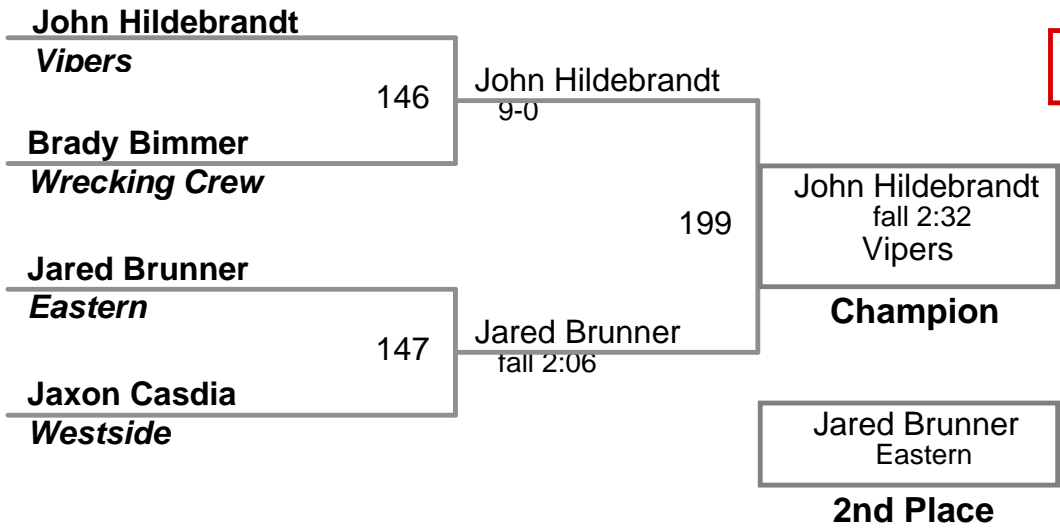 John Hildebrandt
Vipers
146
Brady Bimmer
Wrecking Crew
John Hildebrandt
9-0
Jared Brunner
Eastern
147
Jaxon Casdia
Westside
Jared Brunner
fall 2:06
199
John Hildebrandt
fall 2:32
Vipers
Champion
Jared Brunner
Eastern
2nd Place